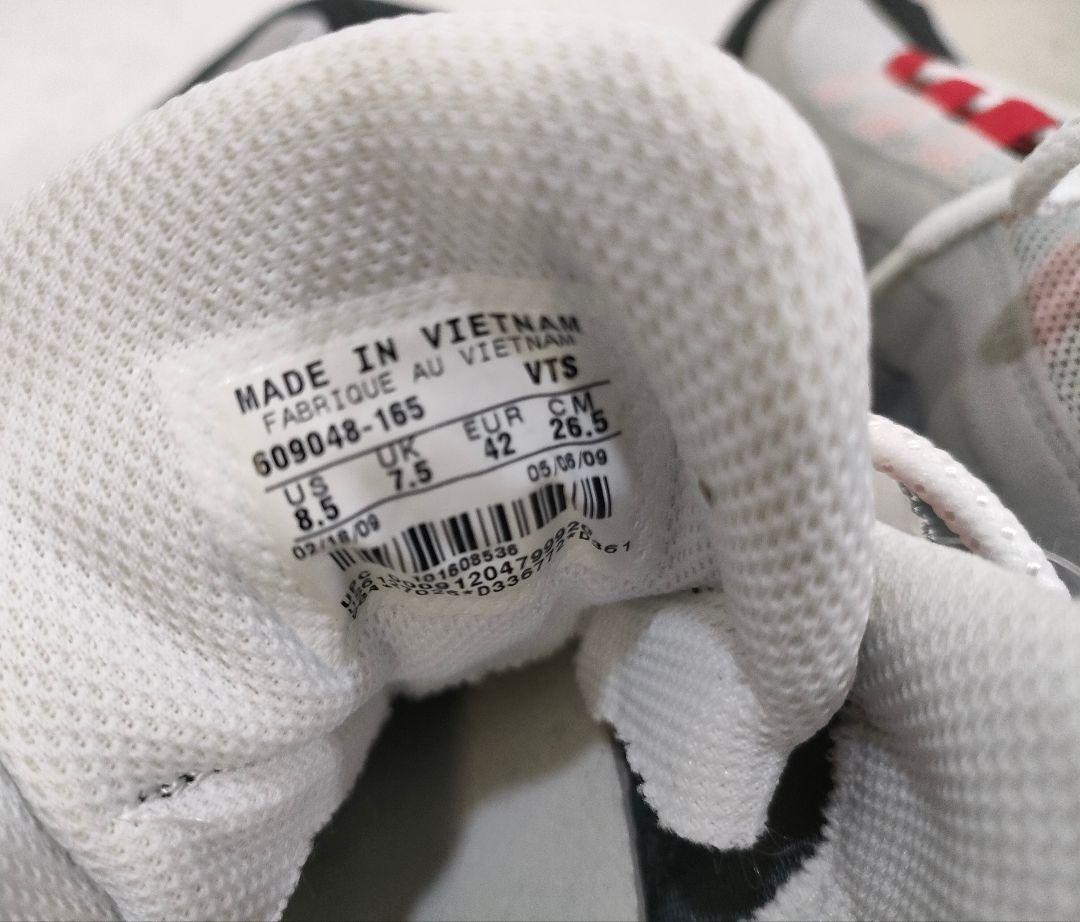 MADE IN VIETNAM
FABRIQUE AU VIETNAM
609048-165 VTS
US UK EUR CM
8.5 7.5 42 26.5
02/18/09 05/06/09
UPC